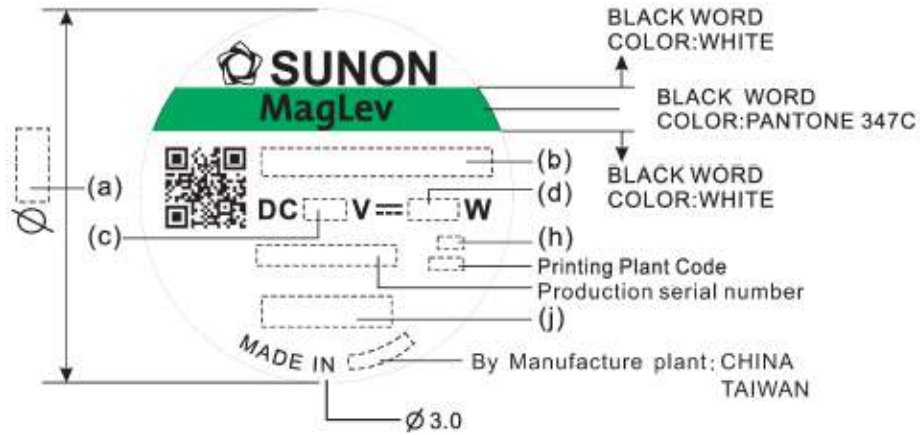 BLACK WORD
COLOR:WHITE
SUNON
MagLev
BLACK WORD
COLOR:PANTONE 347C
BLACK WORD
COLOR:WHITE
(a)
(b)
(d)
DC V W
(c)
(h)
Printing Plant Code
Production serial number
(j)
MADE IN
By Manufacture plant: CHINA
TAIWAN
Ø
Ø 3.0